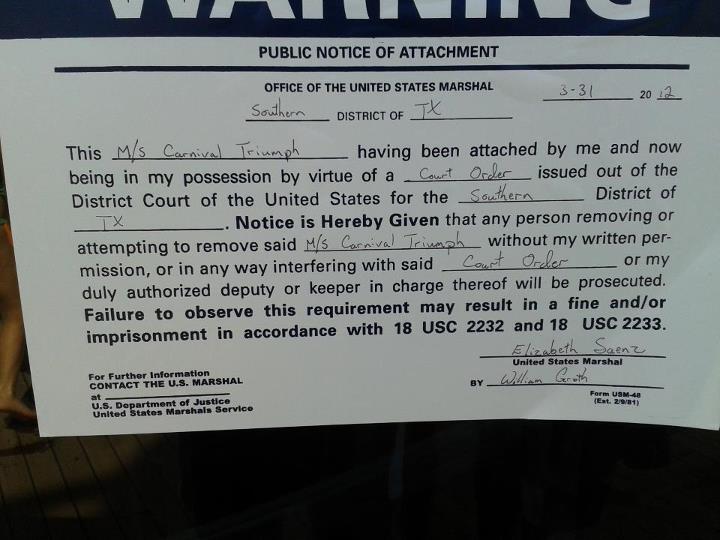 WARNING
PUBLIC NOTICE OF ATTACHMENT
OFFICE OF THE UNITED STATES MARSHAL
3-31 2012
Southern DISTRICT OF TX
This M/s Carnival Triumph having been attached by me and now
being in my possession by virtue of a Court Order issued out of the
District Court of the United States for the Southern District of
TX. Notice is Hereby Given that any person removing or
attempting to remove said M/s Carnival Triumph without my written per-
mission, or in any way interfering with said Court Order or my
duly authorized deputy or keeper in charge thereof will be prosecuted.
Failure to observe this requirement may result in a fine and/or
imprisonment in accordance with 18 USC 2232 and 18 USC 2233.
Elizabeth Saenz
United States Marshal
BY William Groth
For Further Information
CONTACT THE U.S. MARSHAL
at
U.S. Department of Justice
United States Marshals Service
Form USM-48
(Est. 2/9/81)